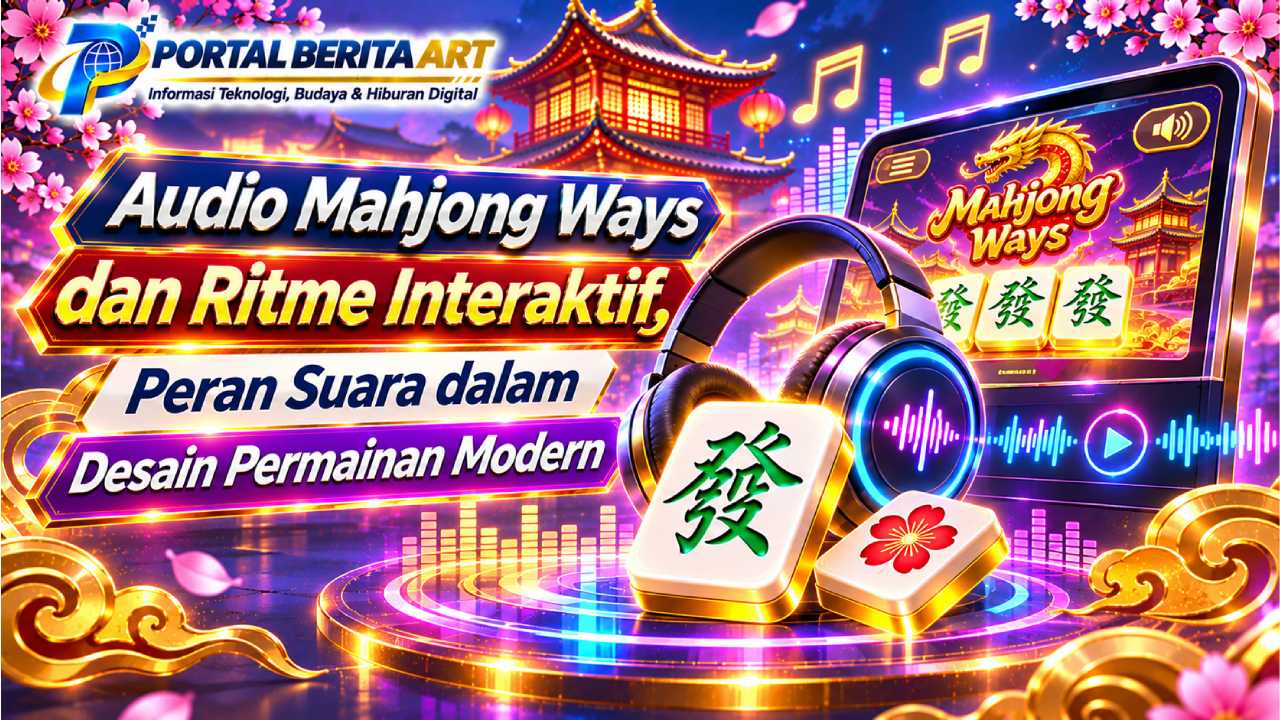 PORTAL BERITA ART
Informasi Teknologi, Budaya & Hiburan Digital
Audio Mahjong Ways
dan Ritme Interaktif,
Peran Suara dalam
Desain Permainan Modern
Mahjong
Ways
發 發 發
發